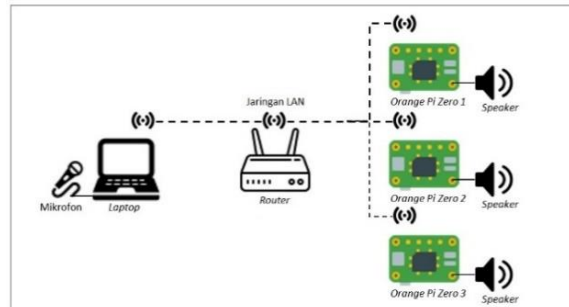 Jaringan LAN
Mikrofon
Laptop
Router
Orange Pi Zero 1
Speaker
Orange Pi Zero 2
Speaker
Orange Pi Zero 3
Speaker